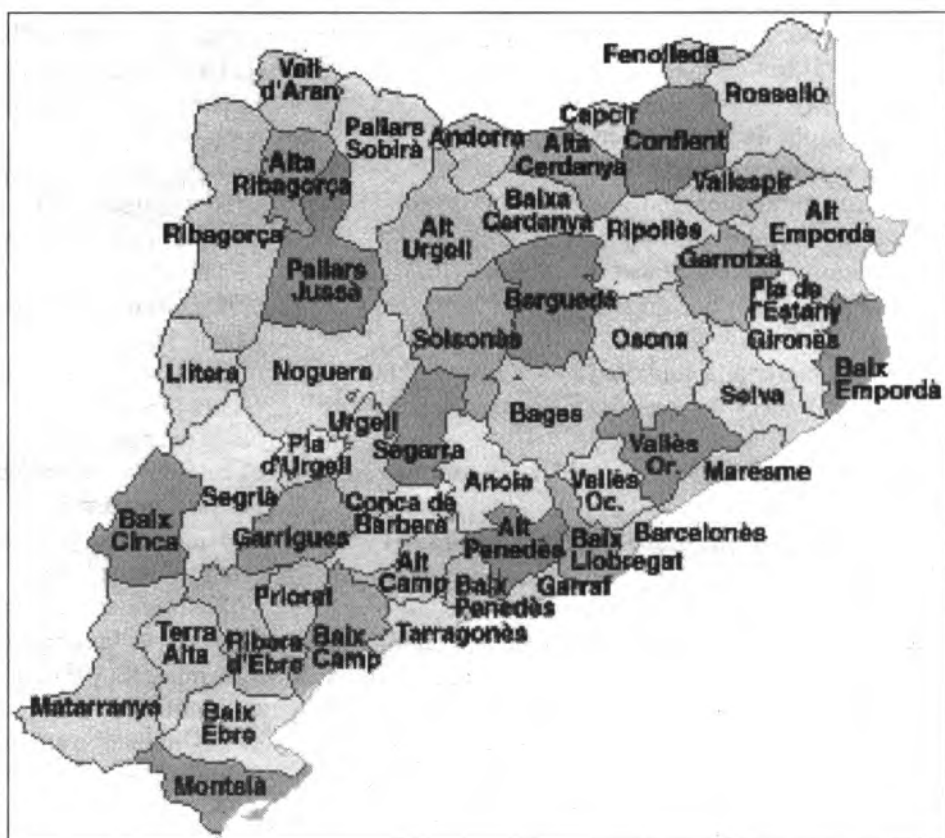 Vall
d'Aran
Fenolleda
Rosselló
Pallars
Sobirà
Andorra
Capcir
Alta
Cerdanya
Conflent
Alta
Ribagorça
Vallespir
Baixa
Cerdanya
Ribagorça
Alt
Urgell
Ripollès
Alt
Empordà
Garrotxa
Pallars
Jussà
Berguedà
Pla de
l'Estany
Solsonès
Osona
Gironès
Llitera
Noguera
Baix
Empordà
Selva
Urgell
Bages
Pla
d'Urgell
Segarra
Vallès
Or.
Maresme
Segrià
Anoia
Vallès
Oc.
Conca de
Barberà
Baix
Cinca
Garrigues
Alt
Penedès
Baix
Llobregat
Barcelonès
Alt
Camp
Garraf
Priorat
Baix
Penedès
Terra
Alta
Ribera
d'Ebre
Baix
Camp
Tarragonès
Matarranya
Baix
Ebre
Montsià